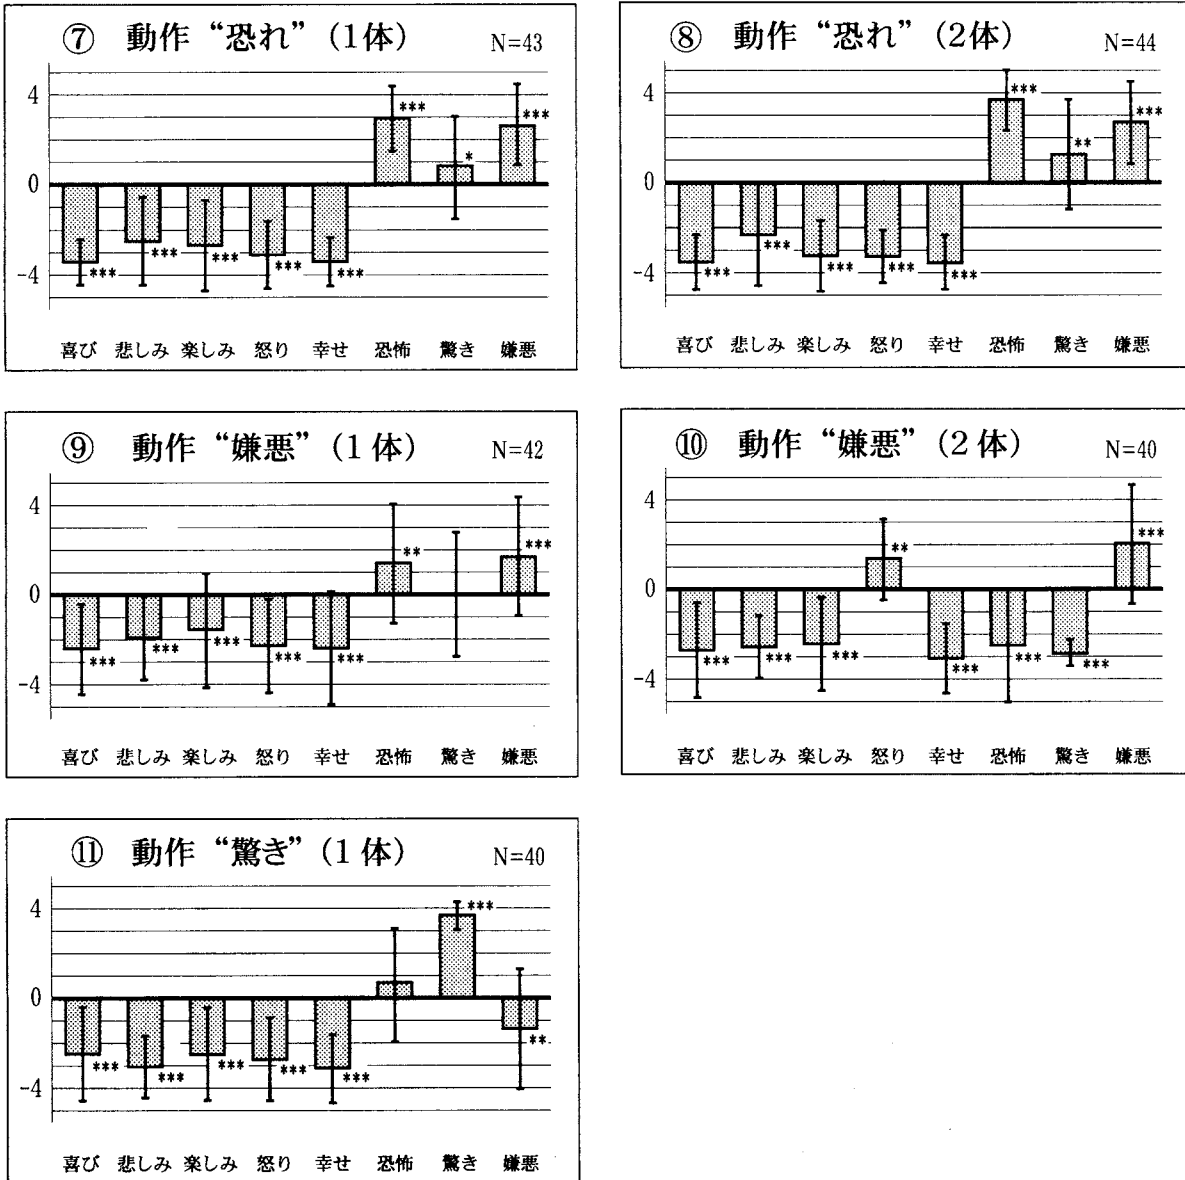 ⑦ 動作“恐れ”(1体) N=43
4
0
-4
*** *** *** *** *** *** * ***
喜び 悲しみ 楽しみ 怒り 幸せ 恐怖 驚き 嫌悪
⑧ 動作“恐れ”(2体) N=44
4
0
-4
*** *** *** *** *** *** ** ***
喜び 悲しみ 楽しみ 怒り 幸せ 恐怖 驚き 嫌悪
⑨ 動作“嫌悪”(1体) N=42
4
0
-4
*** *** *** *** *** ** ***
喜び 悲しみ 楽しみ 怒り 幸せ 恐怖 驚き 嫌悪
⑩ 動作“嫌悪”(2体) N=40
4
0
-4
*** *** *** ** *** *** *** ***
喜び 悲しみ 楽しみ 怒り 幸せ 恐怖 驚き 嫌悪
⑪ 動作“驚き”(1体) N=40
4
0
-4
*** *** *** *** *** *** **
喜び 悲しみ 楽しみ 怒り 幸せ 恐怖 驚き 嫌悪